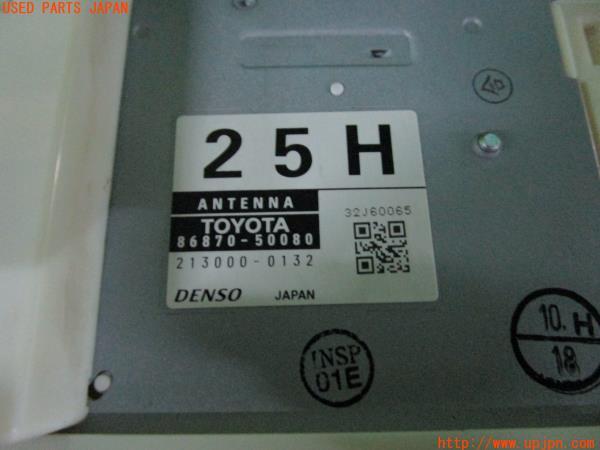 USED PARTS JAPAN
25H
ANTENNA
TOYOTA
86870-50080
32J60065
213000-0132
DENSO JAPAN
INSP
01E
10. H
18
http://www.upjpn.com